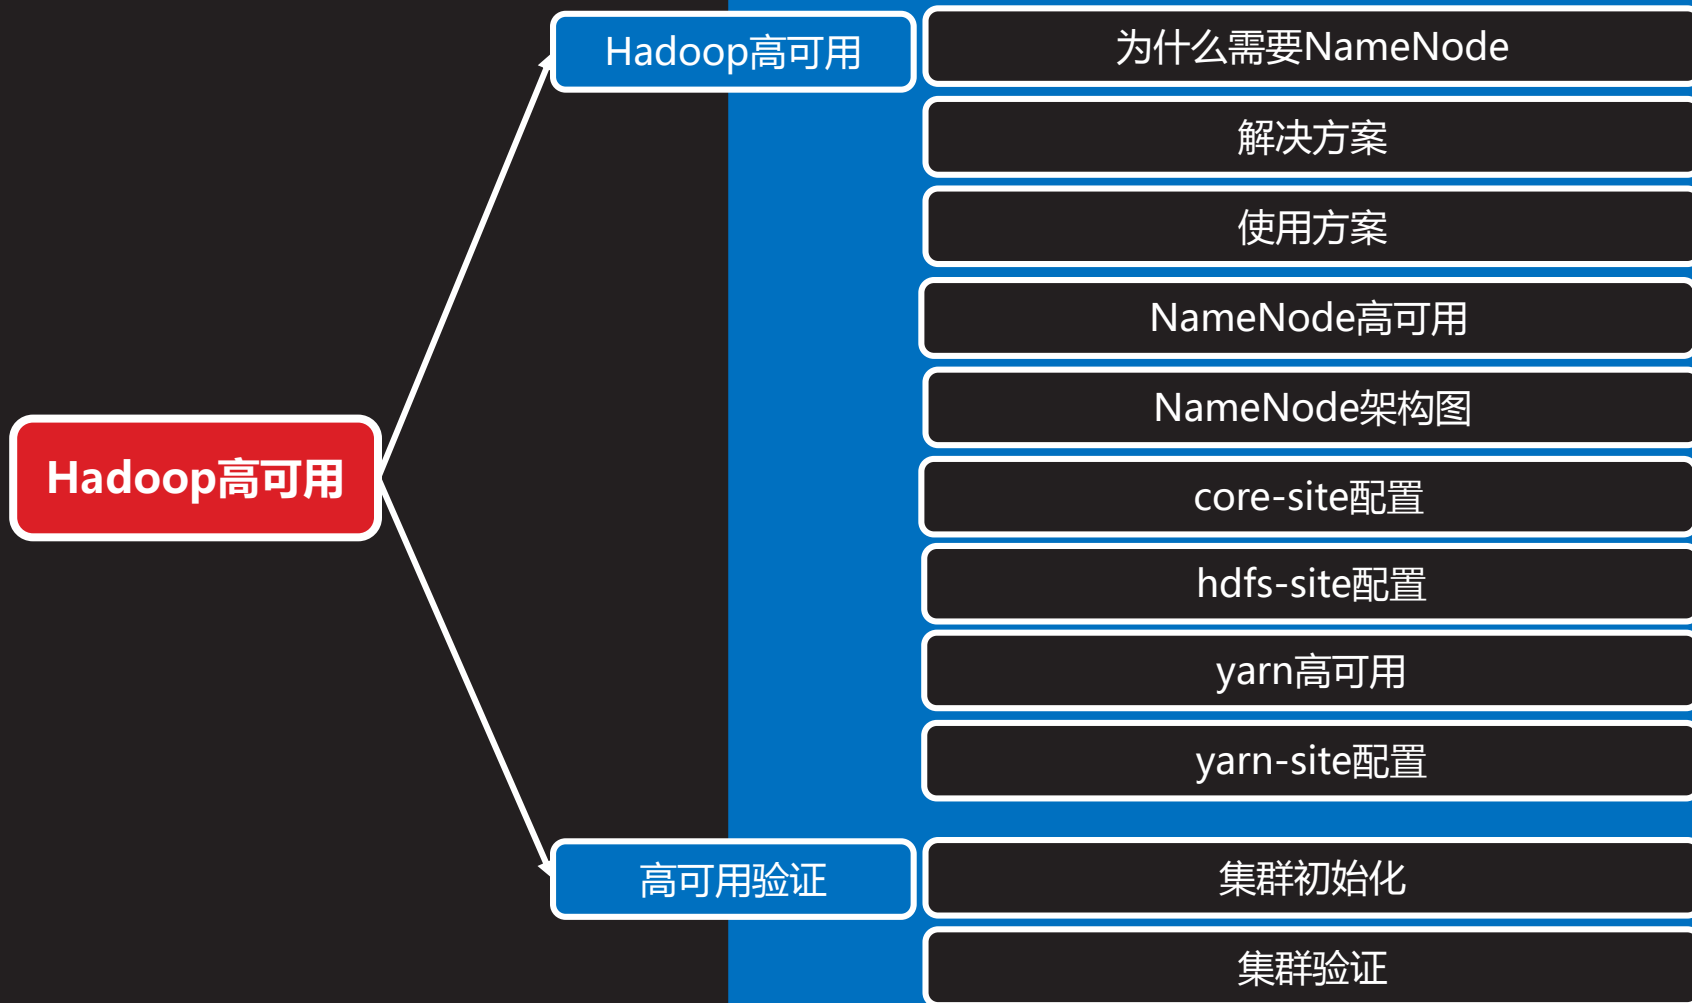 Hadoop高可用
Hadoop高可用
为什么需要NameNode
解决方案
使用方案
NameNode高可用
NameNode架构图
core-site配置
hdfs-site配置
yarn高可用
yarn-site配置
高可用验证
集群初始化
集群验证